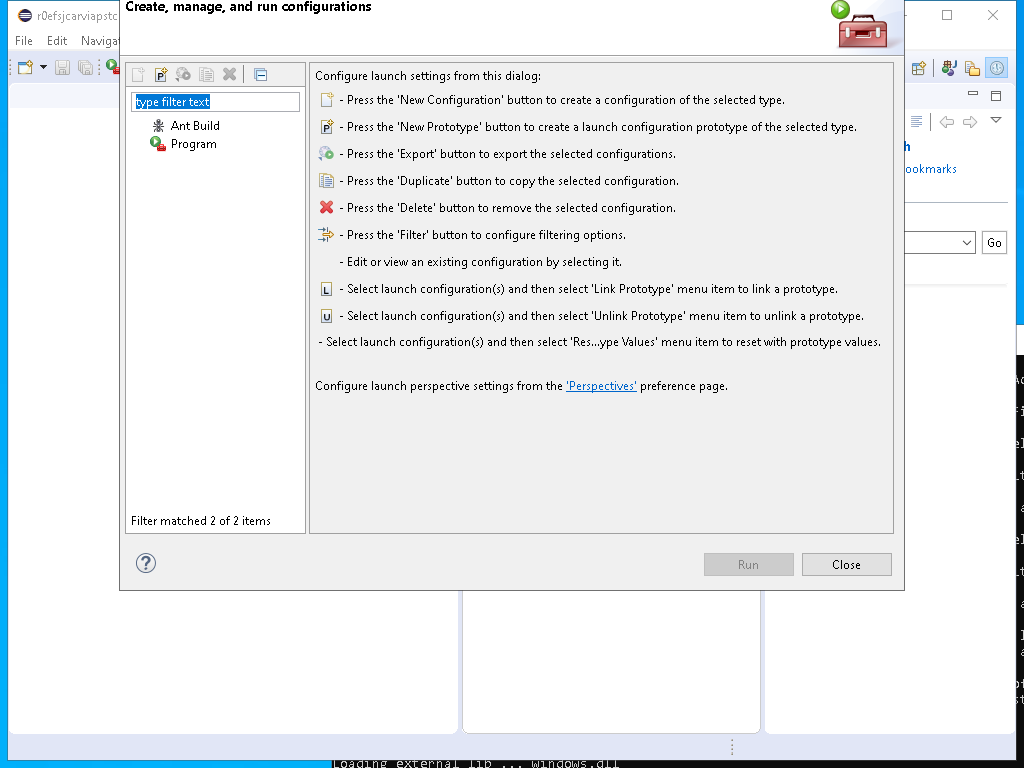 Create, manage, and run configurations
r0efsjcarviapstc
File Edit Naviga
type filter text
Ant Build
Program
Filter matched 2 of 2 items
Configure launch settings from this dialog:
- Press the 'New Configuration' button to create a configuration of the selected type.
- Press the 'New Prototype' button to create a launch configuration prototype of the selected type.
- Press the 'Export' button to export the selected configurations.
- Press the 'Duplicate' button to copy the selected configuration.
- Press the 'Delete' button to remove the selected configuration.
- Press the 'Filter' button to configure filtering options.
- Edit or view an existing configuration by selecting it.
L - Select launch configuration(s) and then select 'Link Prototype' menu item to link a prototype.
U - Select launch configuration(s) and then select 'Unlink Prototype' menu item to unlink a prototype.
- Select launch configuration(s) and then select 'Res...ype Values' menu item to reset with prototype values.
Configure launch perspective settings from the 'Perspectives' preference page.
Run
Close
h
ookmarks
Go
Loading external lib ... windows.dll